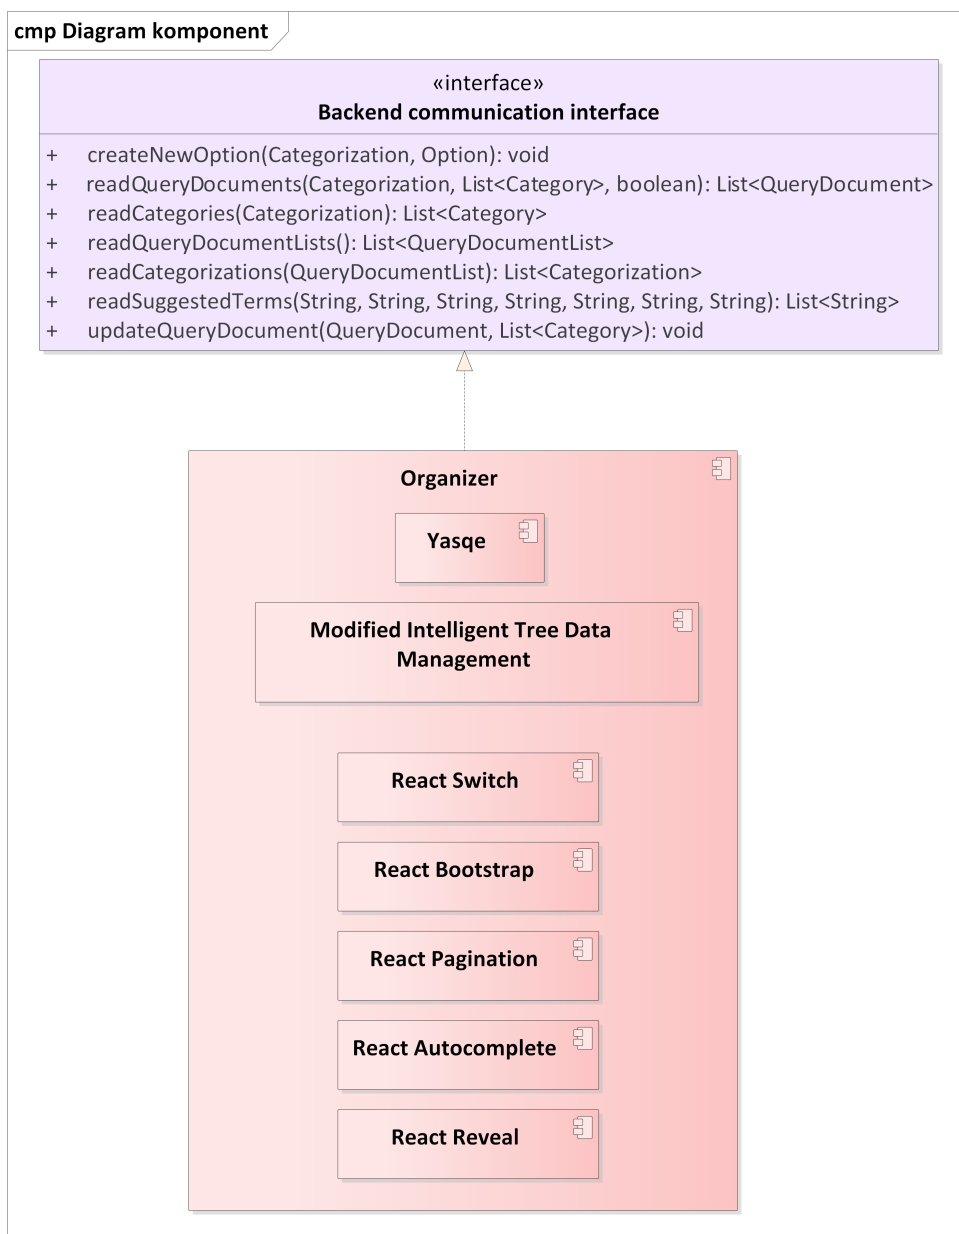 cmp Diagram komponent
«interface»
Backend communication interface
+ createNewOption(Categorization, Option): void
+ readQueryDocuments(Categorization, List<Category>, boolean): List<QueryDocument>
+ readCategories(Categorization): List<Category>
+ readQueryDocumentLists(): List<QueryDocumentList>
+ readCategorizations(QueryDocumentList): List<Categorization>
+ readSuggestedTerms(String, String, String, String, String, String, String): List<String>
+ updateQueryDocument(QueryDocument, List<Category>): void
Organizer
Yasqe
Modified Intelligent Tree Data
Management
React Switch
React Bootstrap
React Pagination
React Autocomplete
React Reveal